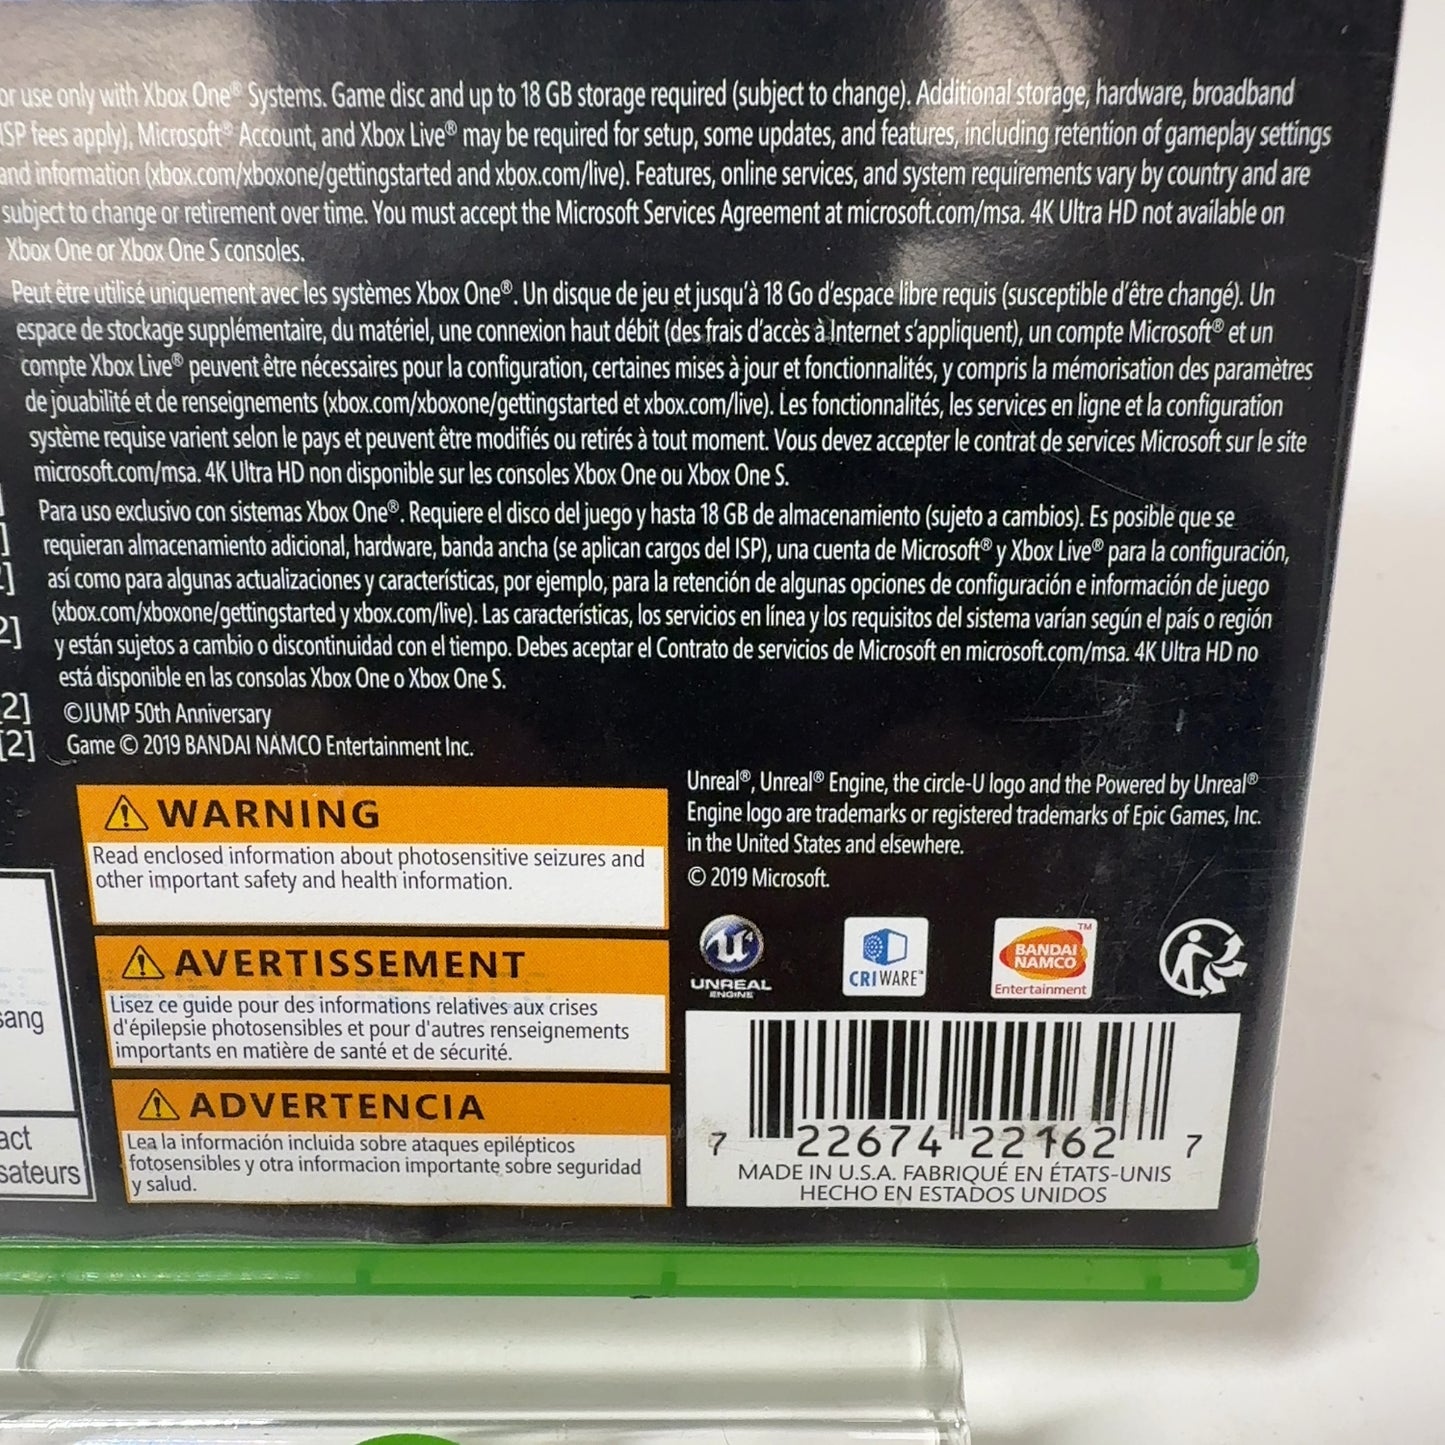 or use only with Xbox One® Systems. Game disc and up to 18 GB storage required (subject to change). Additional storage, hardware, broadband
ISP fees apply), Microsoft® Account, and Xbox Live® may be required for setup, some updates, and features, including retention of gameplay settings
and information (xbox.com/xboxone/gettingstarted and xbox.com/live). Features, online services, and system requirements vary by country and are
subject to change or retirement over time. You must accept the Microsoft Services Agreement at microsoft.com/msa. 4K Ultra HD not available on
Xbox One or Xbox One S consoles.
Peut être utilisé uniquement avec les systèmes Xbox One®. Un disque de jeu et jusqu'à 18 Go d'espace libre requis (susceptible d'être changé). Un
espace de stockage supplémentaire, du matériel, une connexion haut débit (des frais d'accès à Internet s'appliquent), un compte Microsoft® et un
compte Xbox Live® peuvent être nécessaires pour la configuration, certaines mises à jour et fonctionnalités, y compris la mémorisation des paramètres
de jouabilité et de renseignements (xbox.com/xboxone/gettingstarted et xbox.com/live). Les fonctionnalités, les services en ligne et la configuration
système requise varient selon le pays et peuvent être modifiés ou retirés à tout moment. Vous devez accepter le contrat de services Microsoft sur le site
microsoft.com/msa. 4K Ultra HD non disponible sur les consoles Xbox One ou Xbox One S.
Para uso exclusivo con sistemas Xbox One®. Requiere el disco del juego y hasta 18 GB de almacenamiento (sujeto a cambios). Es posible que se
requieran almacenamiento adicional, hardware, banda ancha (se aplican cargos del ISP), una cuenta de Microsoft® y Xbox Live® para la configuración,
así como para algunas actualizaciones y características, por ejemplo, para la retención de algunas opciones de configuración e información de juego
(xbox.com/xboxone/gettingstarted y xbox.com/live). Las características, los servicios en línea y los requisitos del sistema varían según el país o región
y están sujetos a cambio o discontinuidad con el tiempo. Debes aceptar el Contrato de servicios de Microsoft en microsoft.com/msa. 4K Ultra HD no
está disponible en las consolas Xbox One o Xbox One S.
2]
2]
[2]
©JUMP 50th Anniversary
Game © 2019 BANDAI NAMCO Entertainment Inc.
WARNING
Read enclosed information about photosensitive seizures and
other important safety and health information.
AVERTISSEMENT
Lisez ce guide pour des informations relatives aux crises
d'épilepsie photosensibles et pour d'autres renseignements
importants en matière de santé et de sécurité.
ADVERTENCIA
Lea la información incluida sobre ataques epilépticos
fotosensibles y otra informacion importante sobre seguridad
y salud.
sang
act
sateurs
Unreal®, Unreal® Engine, the circle-U logo and the Powered by Unreal®
Engine logo are trademarks or registered trademarks of Epic Games, Inc.
in the United States and elsewhere.
© 2019 Microsoft.
UNREAL
ENGINE
CRIWARE™
BANDAI
NAMCO
Entertainment
TM
7 22674 22162 7
MADE IN U.S.A. FABRIQUÉ EN ÉTATS-UNIS
HECHO EN ESTADOS UNIDOS